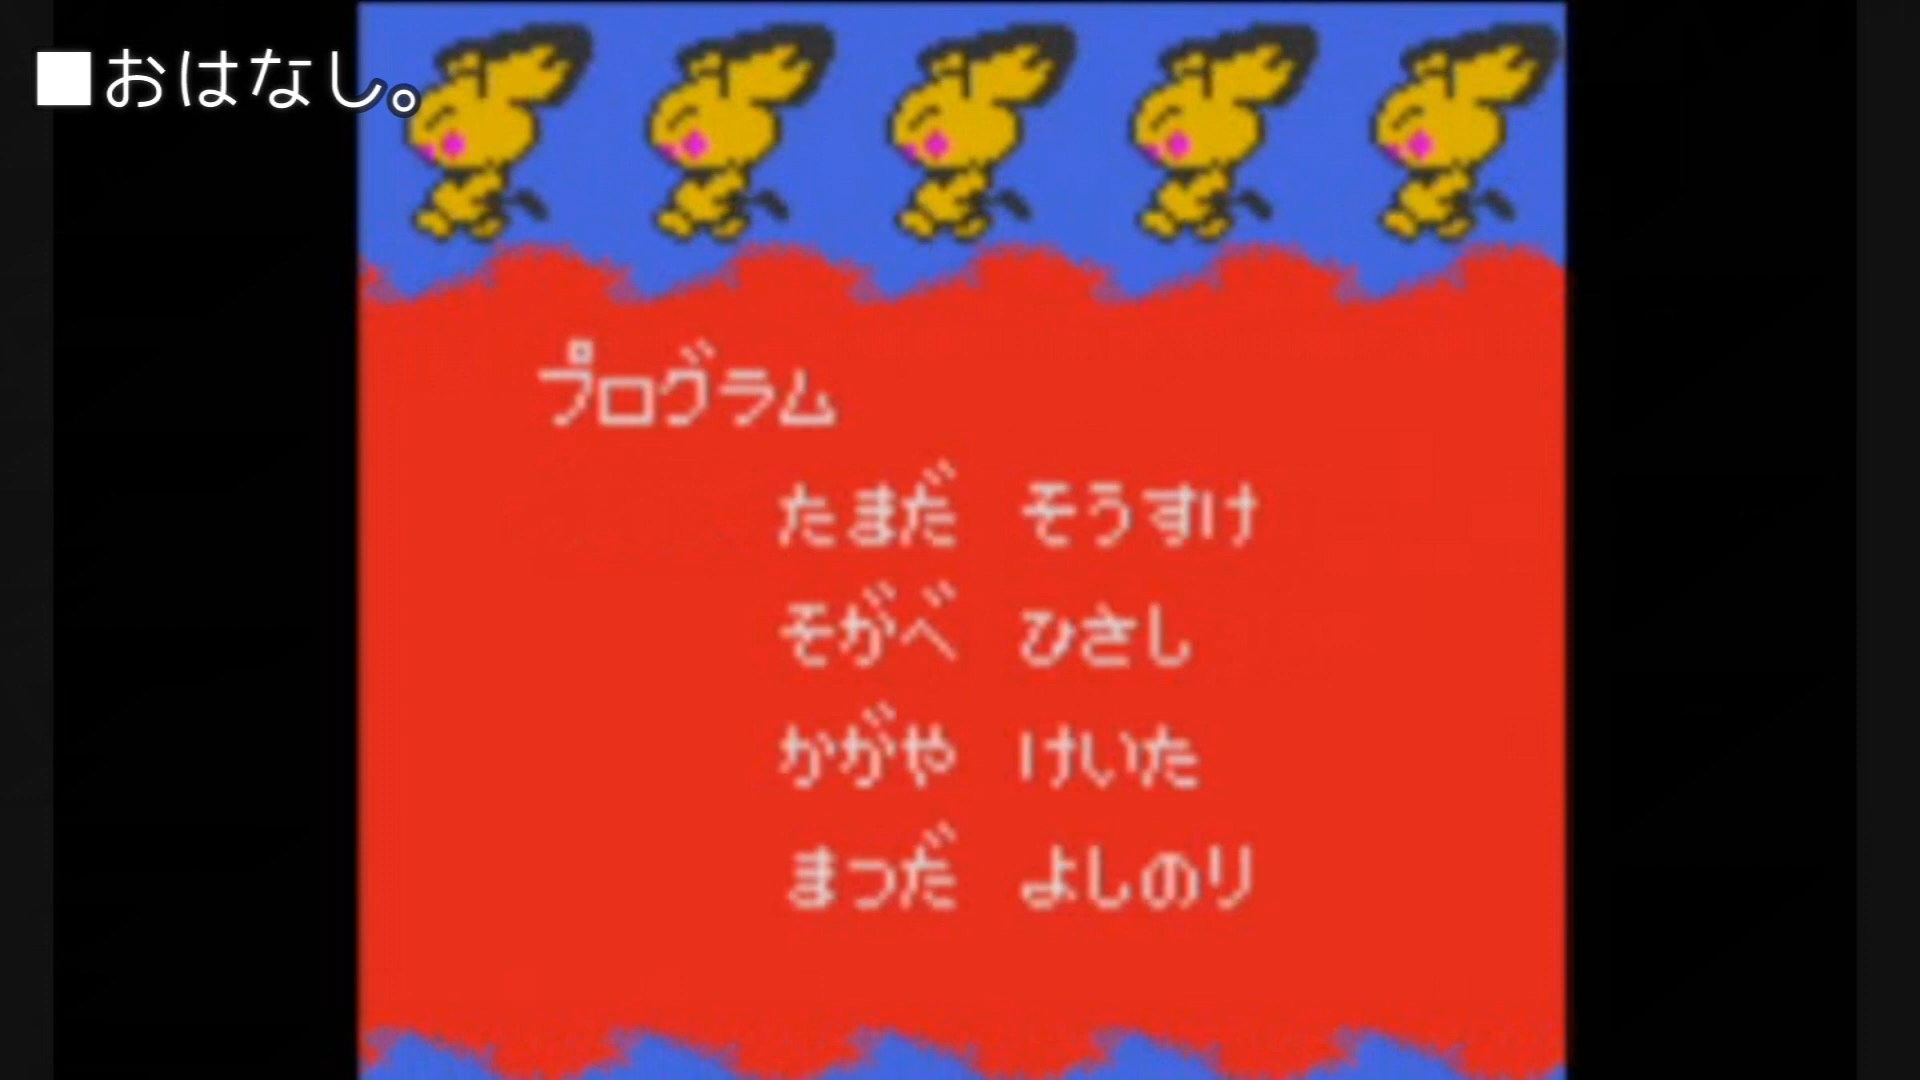 ■おはなし。
プログラム
たまだ そうすけ
そがべ ひさし
かがや けいた
まつだ よしのり